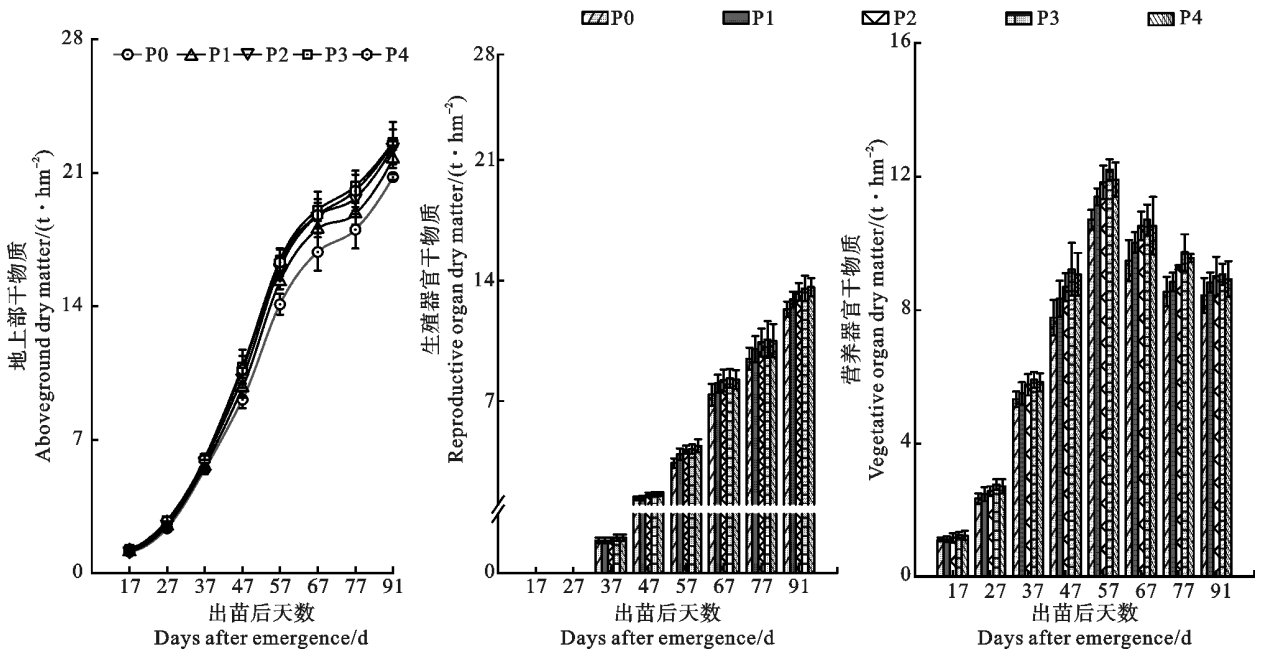 P0 P1 P2 P3 P4
28
21
14
7
0
P0 P1 P2 P3 P4
17 27 37 47 57 67 77 91
出苗后天数
Days after emergence/d
地上部干物质
Aboveground dry matter/(t·hm⁻²)
28
21
14
7
0
17 27 37 47 57 67 77 91
出苗后天数
Days after emergence/d
生殖器官干物质
Reproductive organ dry matter/(t·hm⁻²)
16
12
8
4
0
17 27 37 47 57 67 77 91
出苗后天数
Days after emergence/d
营养器官干物质
Vegetative organ dry matter/(t·hm⁻²)